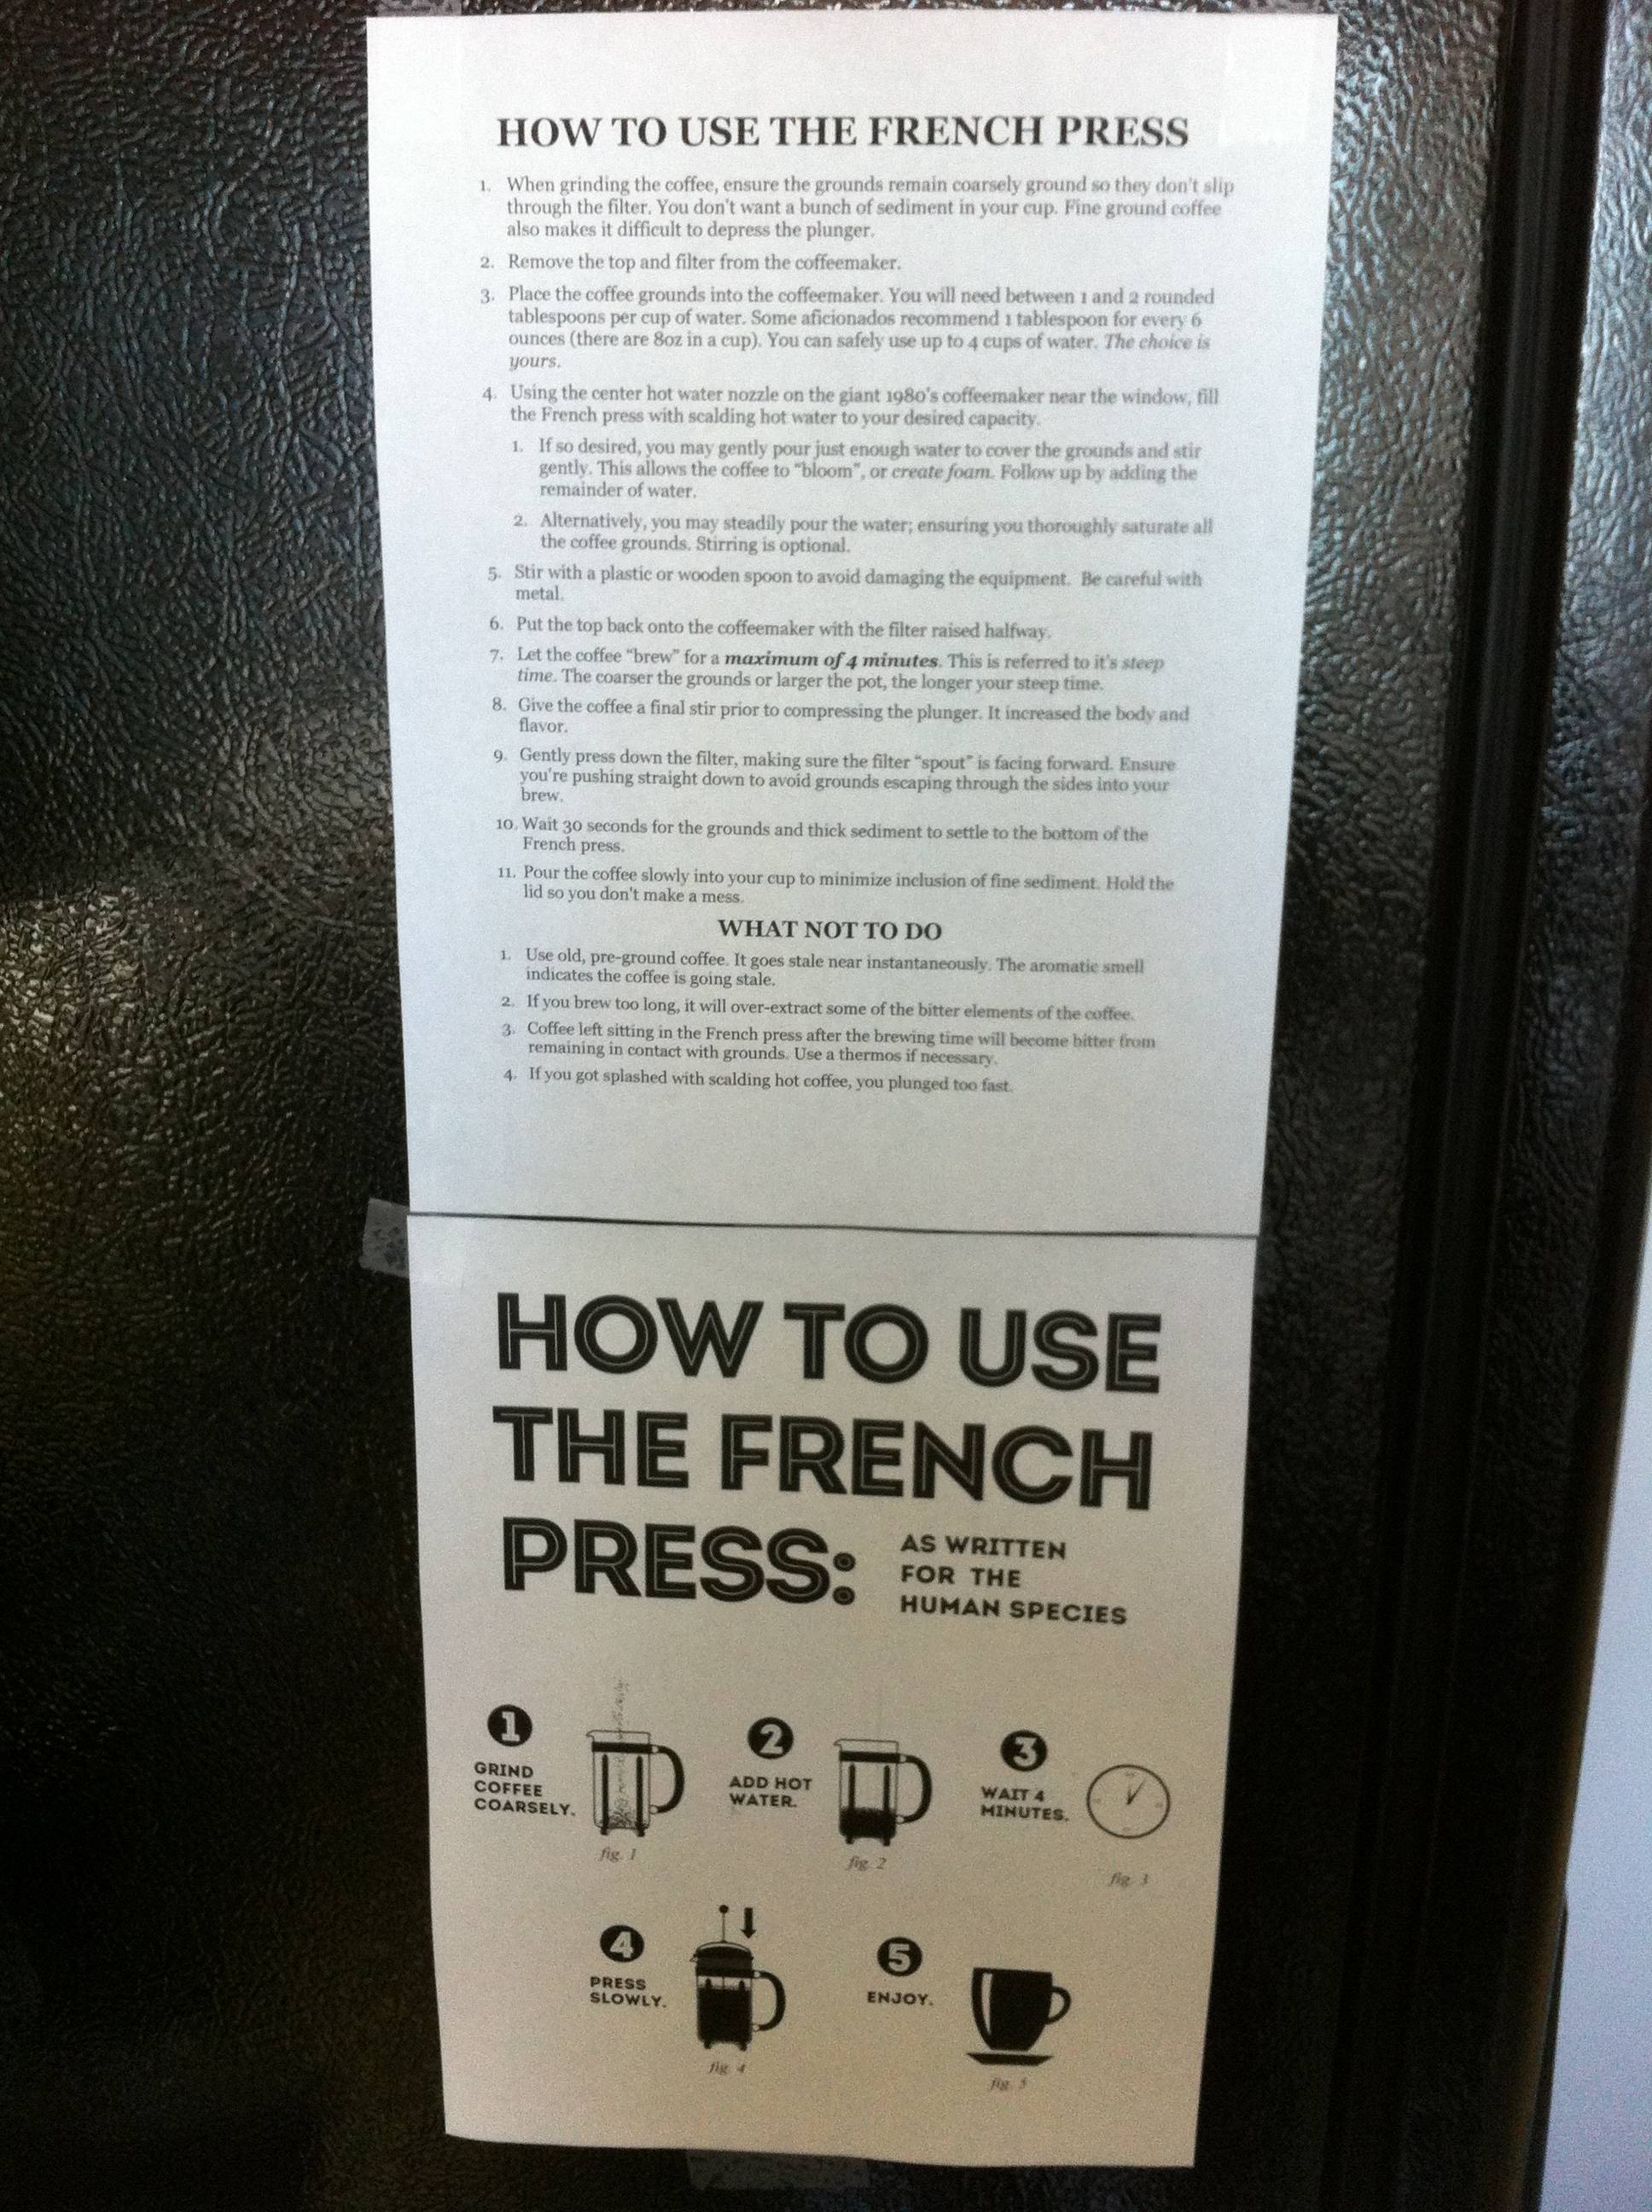 HOW TO USE THE FRENCH PRESS
1. When grinding the coffee, ensure the grounds remain coarsely ground so they don't slip
through the filter. You don't want a bunch of sediment in your cup. Fine ground coffee
also makes it difficult to depress the plunger.
2. Remove the top and filter from the coffeemaker.
3. Place the coffee grounds into the coffeemaker. You will need between 1 and 2 rounded
tablespoons per cup of water. Some aficionados recommend 1 tablespoon for every 6
ounces (there are 8oz in a cup). You can safely use up to 4 cups of water. The choice is
yours.
4. Using the center hot water nozzle on the giant 1980's coffeemaker near the window, fill
the French press with scalding hot water to your desired capacity.
1. If so desired, you may gently pour just enough water to cover the grounds and stir
gently. This allows the coffee to "bloom", or create foam. Follow up by adding the
remainder of water.
2. Alternatively, you may steadily pour the water; ensuring you thoroughly saturate all
the coffee grounds. Stirring is optional.
5. Stir with a plastic or wooden spoon to avoid damaging the equipment. Be careful with
metal.
6. Put the top back onto the coffeemaker with the filter raised halfway.
7. Let the coffee "brew" for a maximum of 4 minutes. This is referred to it's steep
time. The coarser the grounds or larger the pot, the longer your steep time.
8. Give the coffee a final stir prior to compressing the plunger. It increased the body and
flavor.
9. Gently press down the filter, making sure the filter "spout" is facing forward. Ensure
you're pushing straight down to avoid grounds escaping through the sides into your
brew.
10. Wait 30 seconds for the grounds and thick sediment to settle to the bottom of the
French press.
11. Pour the coffee slowly into your cup to minimize inclusion of fine sediment. Hold the
lid so you don't make a mess.
WHAT NOT TO DO
1. Use old, pre-ground coffee. It goes stale near instantaneously. The aromatic smell
indicates the coffee is going stale.
2. If you brew too long, it will over-extract some of the bitter elements of the coffee.
3. Coffee left sitting in the French press after the brewing time will become bitter from
remaining in contact with grounds. Use a thermos if necessary.
4. If you got splashed with scalding hot coffee, you plunged too fast.
HOW TO USE
THE FRENCH
PRESS:
AS WRITTEN
FOR THE
HUMAN SPECIES
1
GRIND
COFFEE
COARSELY.
fig. 1
2
ADD HOT
WATER.
fig. 2
3
WAIT 4
MINUTES.
fig. 3
4
PRESS
SLOWLY.
fig. 4
5
ENJOY.
fig. 5